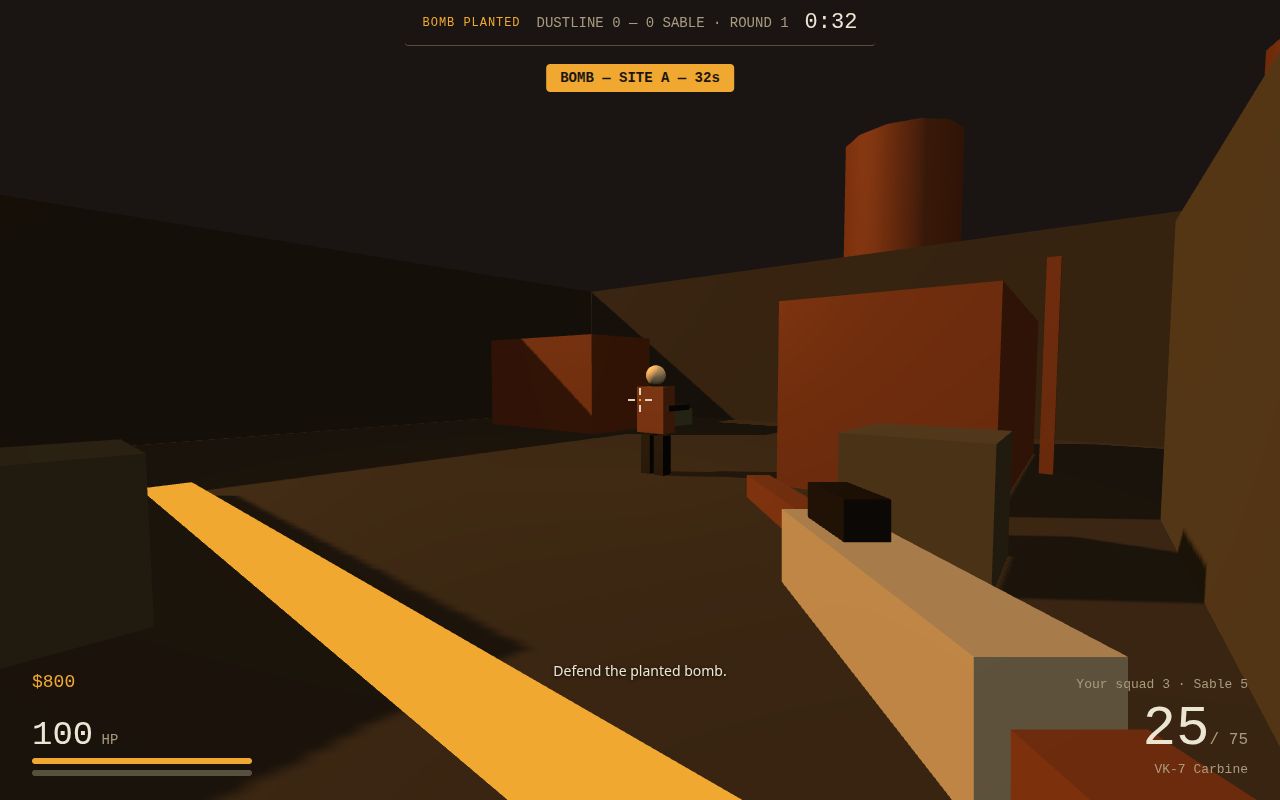 BOMB PLANTED DUSTLINE 0 — 0 SABLE · ROUND 1 0:32
BOMB — SITE A — 32s
Defend the planted bomb.
$800
100 HP
Your squad 3 · Sable 5
25 / 75
VK-7 Carbine